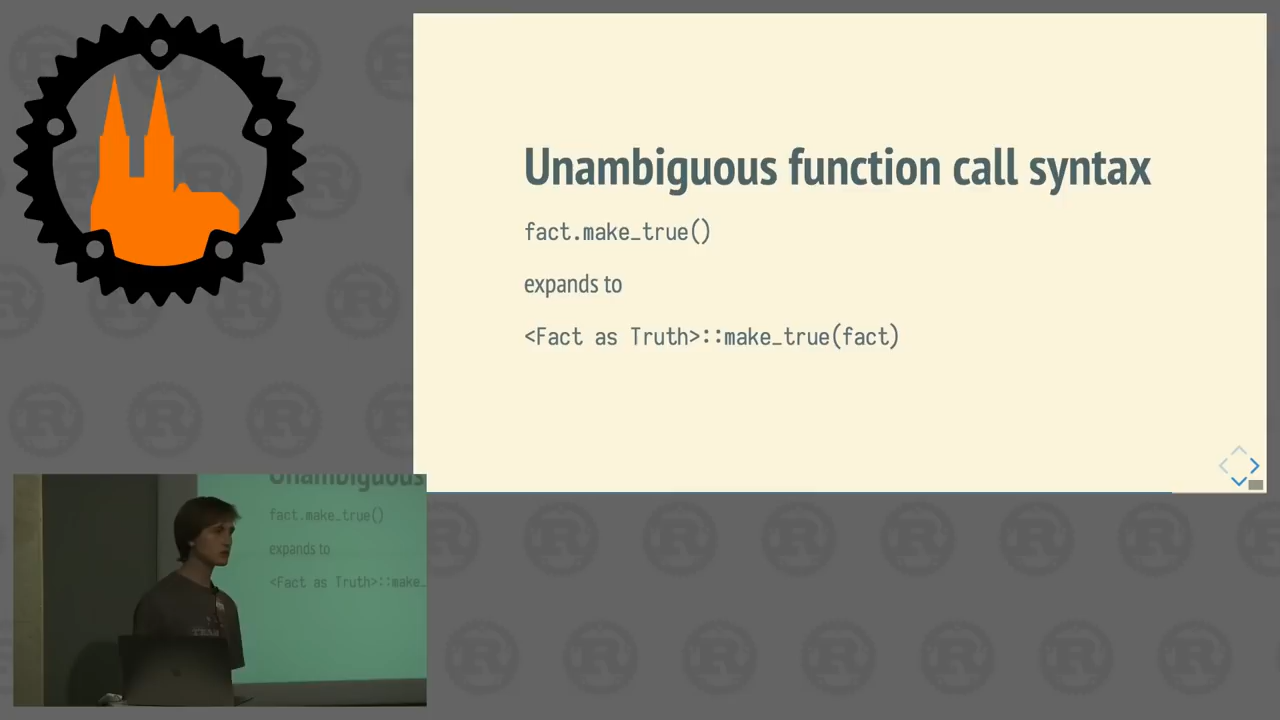 Unambiguous function call syntax
fact.make_true()
expands to
<Fact as Truth>::make_true(fact)
Unambiguous
fact.make_true()
expands to
<Fact as Truth>::make_